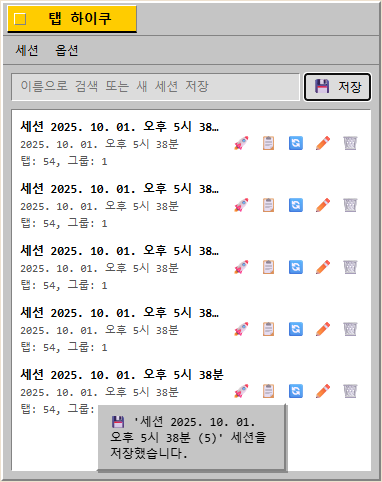 탭 하이쿠
세션 옵션
이름으로 검색 또는 새 세션 저장
저장
세션 2025. 10. 01. 오후 5시 38…
2025. 10. 01. 오후 5시 38분
탭: 54, 그룹: 1
세션 2025. 10. 01. 오후 5시 38…
2025. 10. 01. 오후 5시 38분
탭: 54, 그룹: 1
세션 2025. 10. 01. 오후 5시 38…
2025. 10. 01. 오후 5시 38분
탭: 54, 그룹: 1
세션 2025. 10. 01. 오후 5시 38…
2025. 10. 01. 오후 5시 38분
탭: 54, 그룹: 1
세션 2025. 10. 01. 오후 5시 38분
2025. 10. 01. 오후 5시 38분
탭: 54, 그룹:
'세션 2025. 10. 01.
오후 5시 38분 (5)' 세션을
저장했습니다.